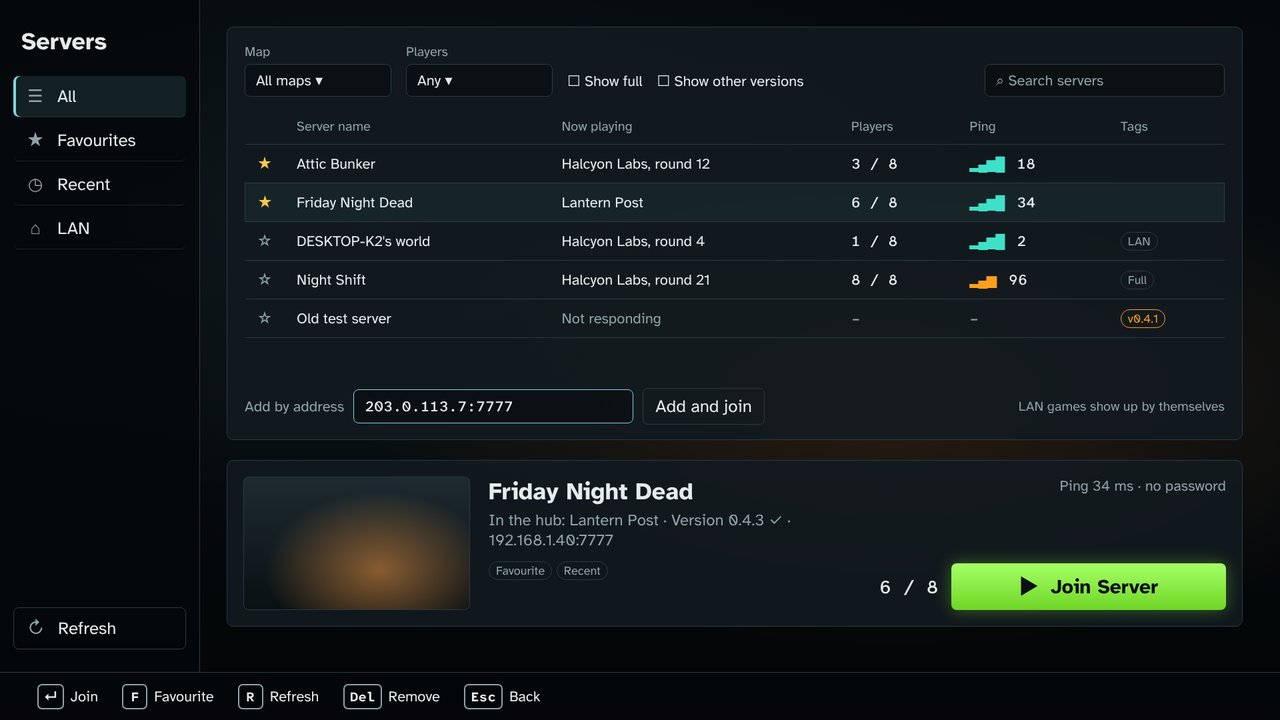 Servers
☰ All
★ Favourites
◷ Recent
⌂ LAN
↻ Refresh
Map
Players
All maps ▾
Any ▾
☐ Show full
☐ Show other versions
⌕ Search servers
Server name Now playing Players Ping Tags
★ Attic Bunker Halcyon Labs, round 12 3 / 8 18
★ Friday Night Dead Lantern Post 6 / 8 34
☆ DESKTOP-K2's world Halcyon Labs, round 4 1 / 8 2 LAN
☆ Night Shift Halcyon Labs, round 21 8 / 8 96 Full
☆ Old test server Not responding – – v0.4.1
Add by address 203.0.113.7:7777 Add and join LAN games show up by themselves
Friday Night Dead
Ping 34 ms · no password
In the hub: Lantern Post · Version 0.4.3 ✓ ·
192.168.1.40:7777
Favourite Recent
6 / 8
▶ Join Server
↵ Join F Favourite R Refresh Del Remove Esc Back